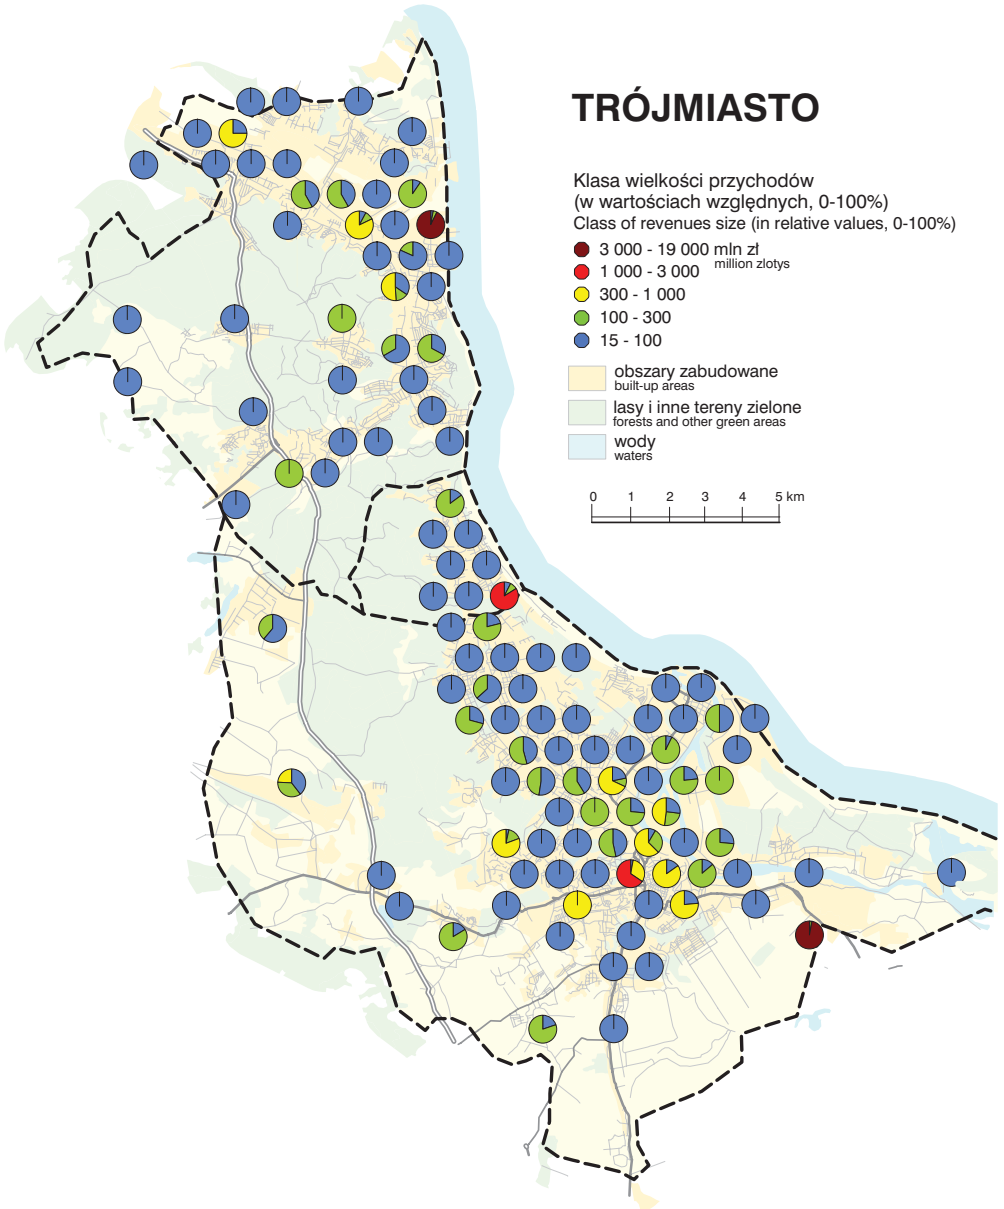 TRÓJMIASTO
Klasa wielkości przychodów
(w wartościach względnych, 0-100%)
Class of revenues size (in relative values, 0-100%)
3 000 - 19 000 mln zł
million zlotys
1 000 - 3 000
300 - 1 000
100 - 300
15 - 100
obszary zabudowane
built-up areas
lasy i inne tereny zielone
forests and other green areas
wody
waters
0 1 2 3 4 5 km